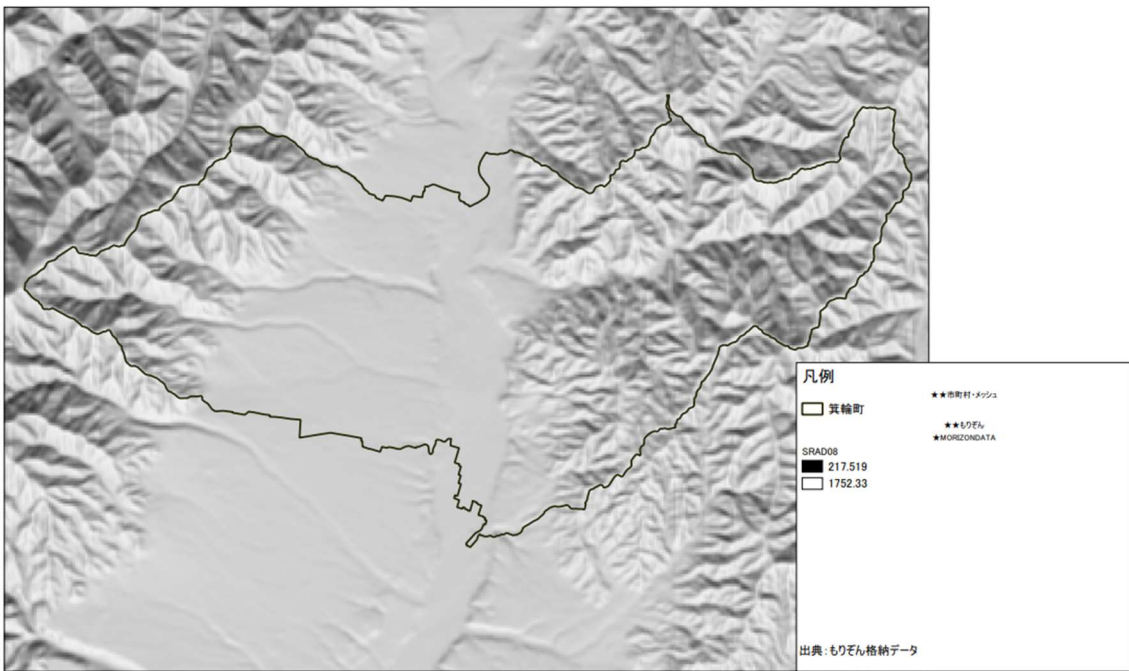 凡例
★★市町村・メッシュ
箕輪町
★★もりぞん
★MORIZONDATA
SRAD08
217.519
1752.33
出典：もりぞん格納データ